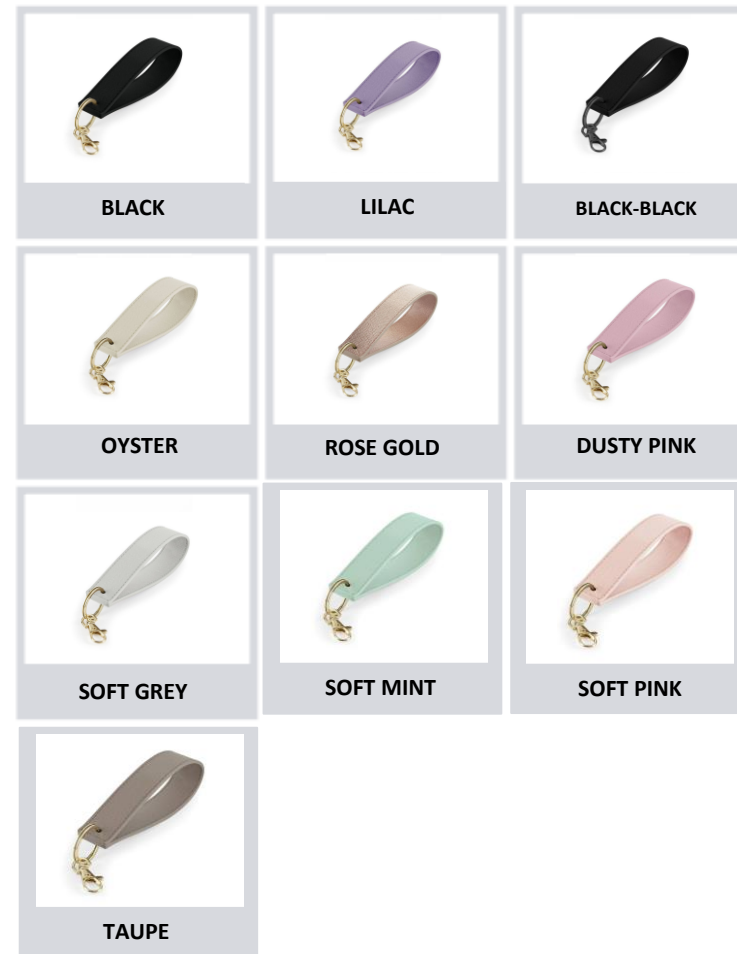 BLACK
LILAC
BLACK-BLACK
OYSTER
ROSE GOLD
DUSTY PINK
SOFT GREY
SOFT MINT
SOFT PINK
TAUPE